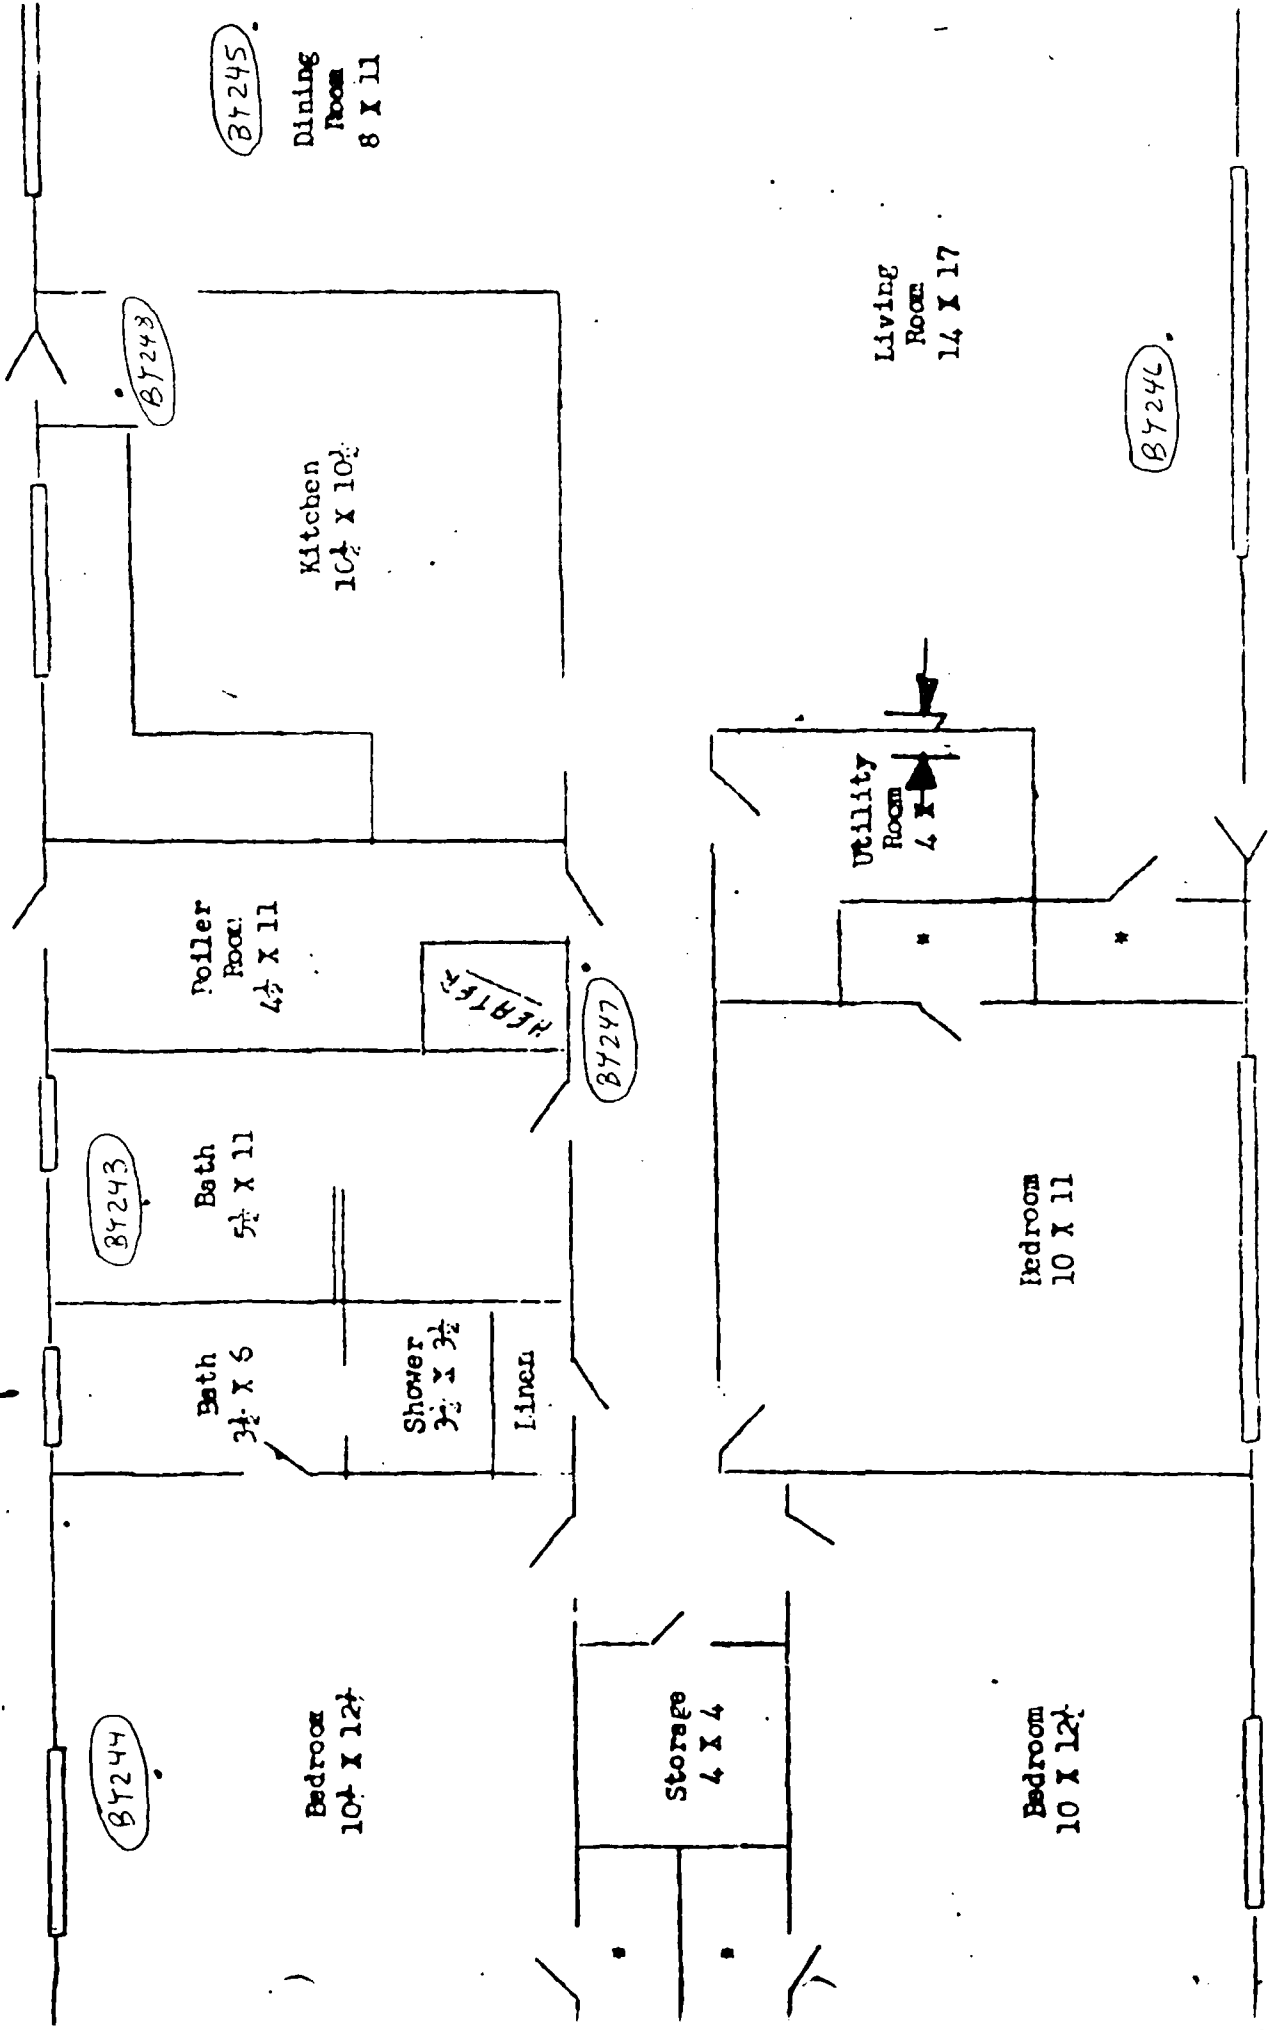 BY244
Bedroom
10½ X 12½
Bath
3½ X 6
Shower
3½ X 3½
Linen
BY243
Bath
5½ X 11
Boiler
Room
4½ X 11
HEATER
BY247
Kitchen
10½ X 10½
BY248
BY245
Dining
Room
8 X 11
*
*
Storage
4 X 4
Bedroom
10 X 12½
Bedroom
10 X 11
*
*
Utility
Room
4 X
Living
Room
14 X 17
BY246